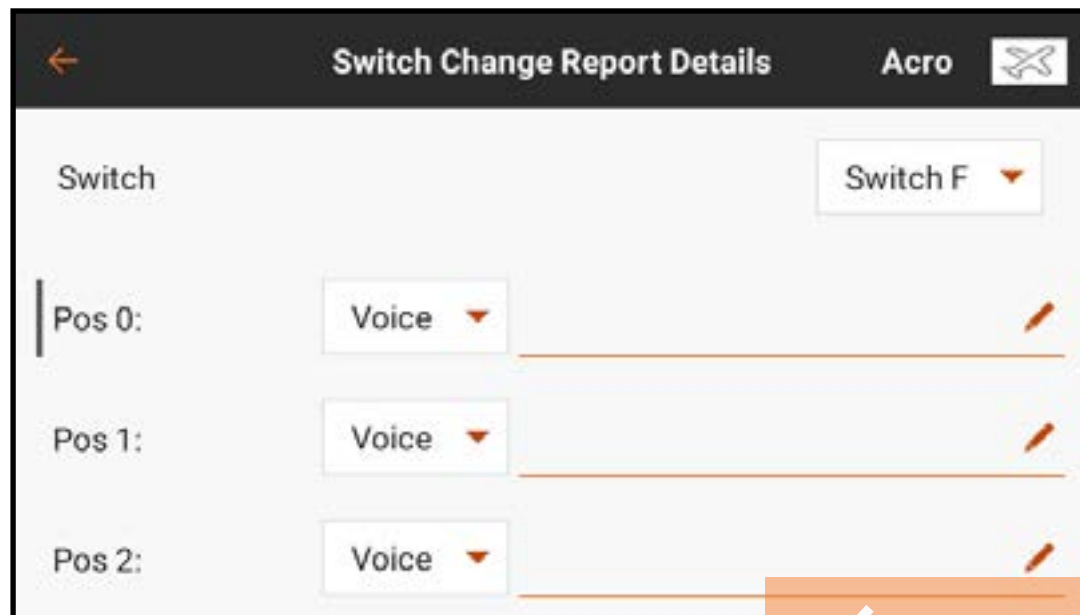 Switch Change Report Details Acro
Switch Switch F
Pos 0: Voice
Pos 1: Voice
Pos 2: Voice